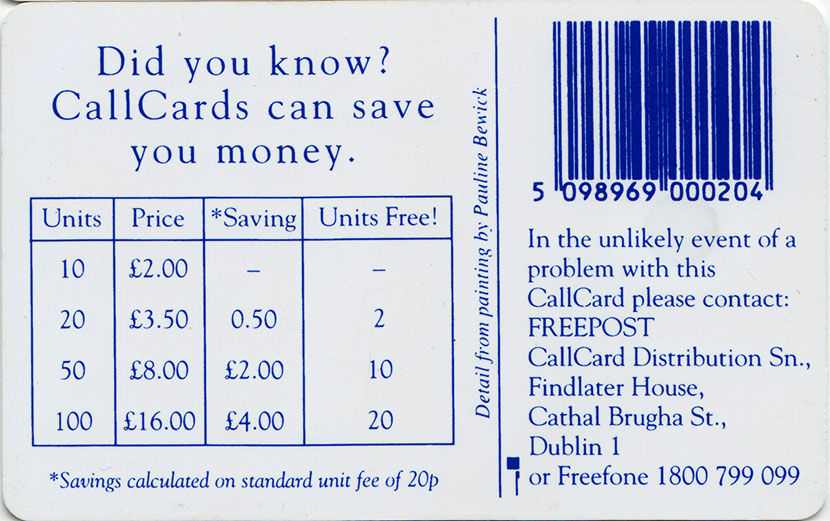 Did you know?
CallCards can save
you money.
Units Price *Saving Units Free!
10 £2.00 – –
20 £3.50 0.50 2
50 £8.00 £2.00 10
100 £16.00 £4.00 20
*Savings calculated on standard unit fee of 20p
Detail from painting by Pauline Bewick
5 098969 000204
In the unlikely event of a
problem with this
CallCard please contact:
FREEPOST
CallCard Distribution Sn.,
Findlater House,
Cathal Brugha St.,
Dublin 1
or Freefone 1800 799 099